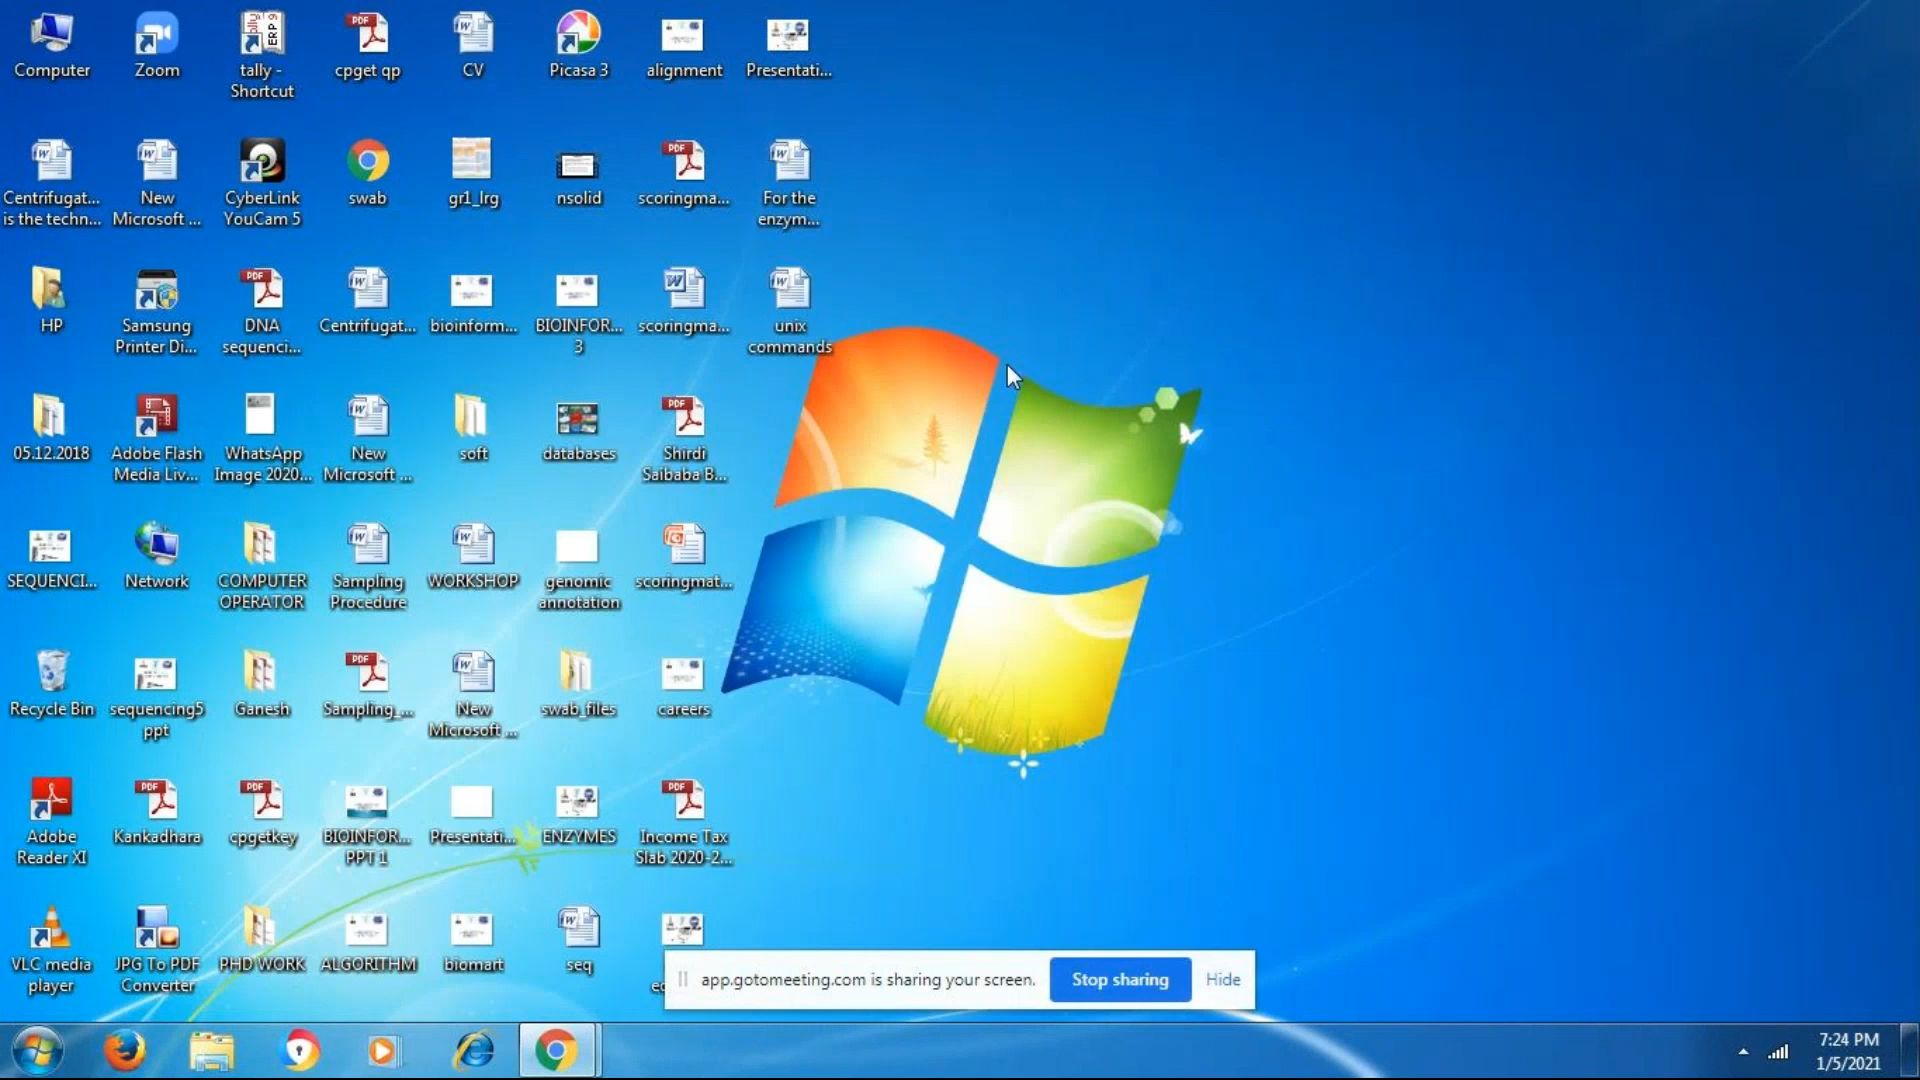 Computer
Zoom
tally -
Shortcut
cpget qp
CV
Picasa 3
alignment
Presentati...
Centrifugat...
is the techn...
New
Microsoft ...
CyberLink
YouCam 5
swab
gr1_lrg
nsolid
scoringma...
For the
enzym...
HP
Samsung
Printer Di...
DNA
sequenci...
Centrifugat...
bioinform...
BIOINFOR...
3
scoringma...
unix
commands
05.12.2018
Adobe Flash
Media Liv...
WhatsApp
Image 2020...
New
Microsoft ...
soft
databases
Shirdi
Saibaba B...
SEQUENCI...
Network
COMPUTER
OPERATOR
Sampling
Procedure
WORKSHOP
genomic
annotation
scoringmat...
Recycle Bin
sequencing5
ppt
Ganesh
Sampling_...
New
Microsoft ...
swab_files
careers
Adobe
Reader XI
Kankadhara
cpgetkey
BIOINFOR...
PPT 1
Presentati...
ENZYMES
Income Tax
Slab 2020-2...
VLC media
player
JPG To PDF
Converter
PHD WORK
ALGORITHM
biomart
seq
app.gotomeeting.com is sharing your screen.
Stop sharing
Hide
7:24 PM
1/5/2021